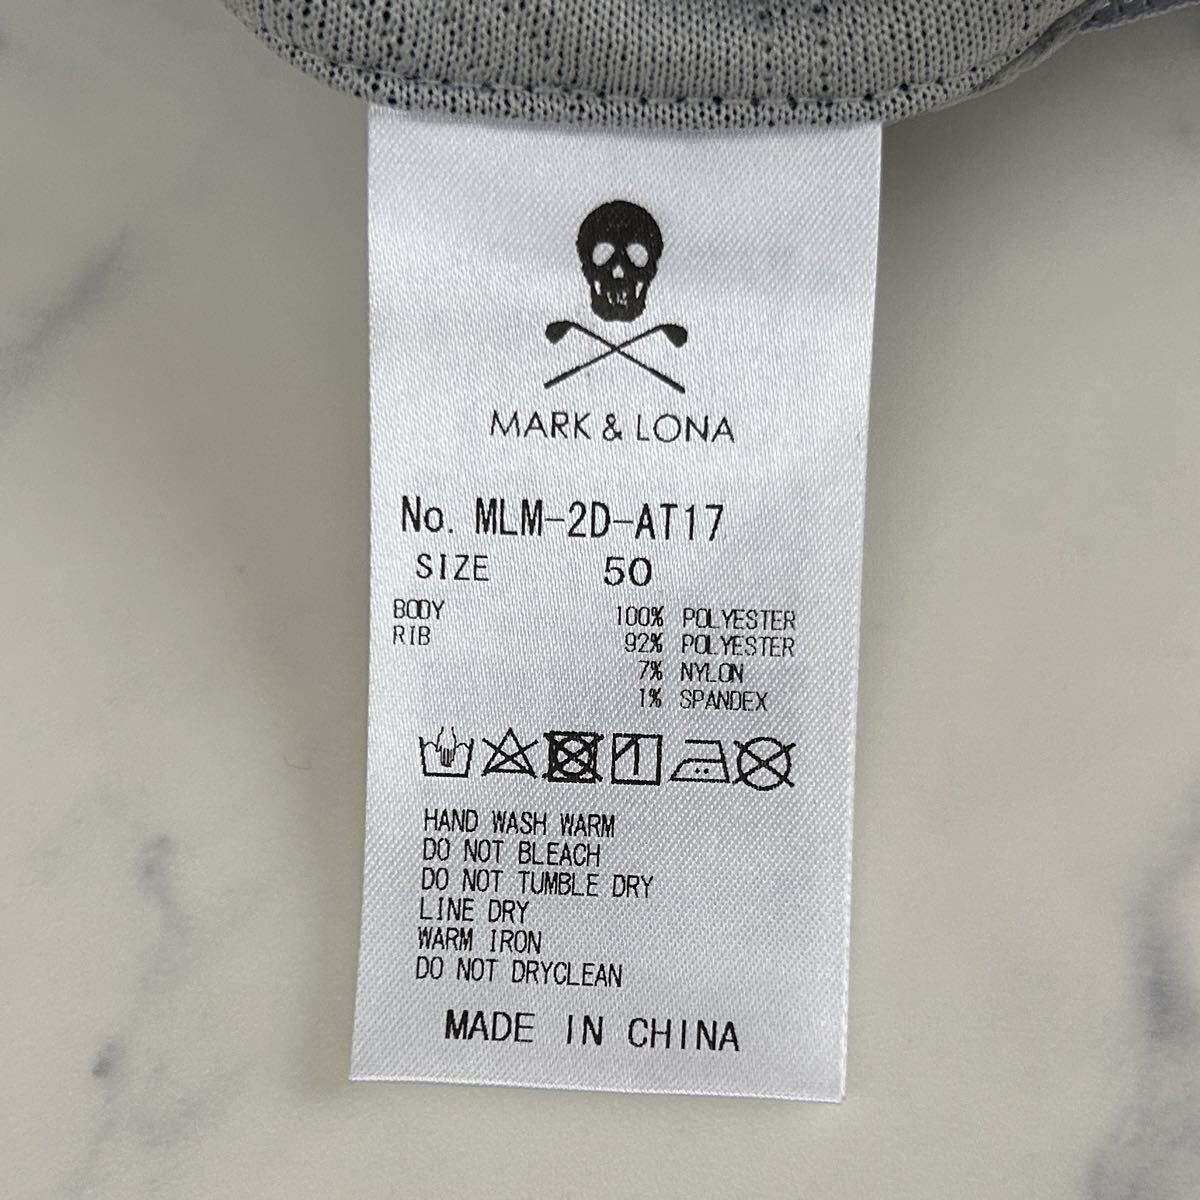 MARK & LONA
No. MLM-2D-AT17
SIZE 50
BODY 100% POLYESTER
RIB 92% POLYESTER
7% NYLON
1% SPANDEX
HAND WASH WARM
DO NOT BLEACH
DO NOT TUMBLE DRY
LINE DRY
WARM IRON
DO NOT DRYCLEAN
MADE IN CHINA